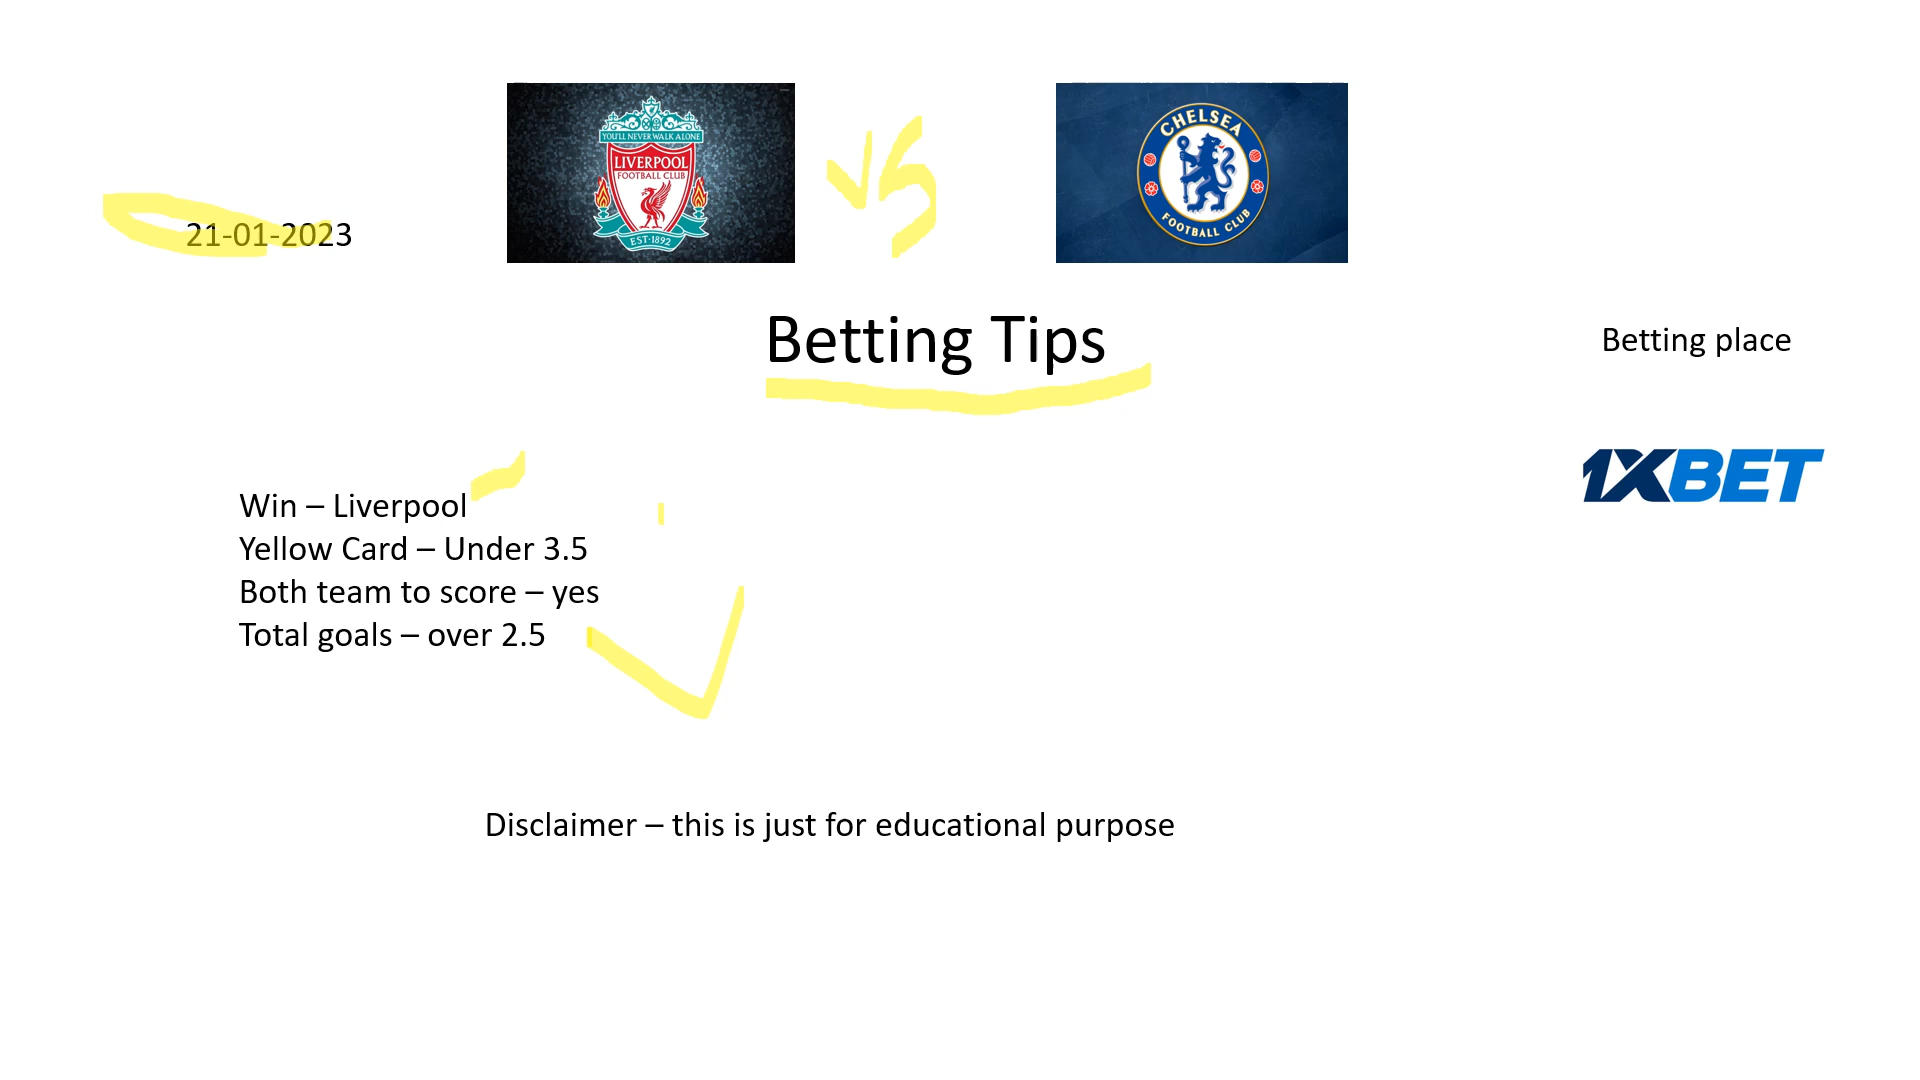 YOU'LL NEVER WALK ALONE
LIVERPOOL
FOOTBALL CLUB
EST·1892
VS
CHELSEA
FOOTBALL CLUB
21-01-2023
Betting Tips
Betting place
1XBET
Win – Liverpool
Yellow Card – Under 3.5
Both team to score – yes
Total goals – over 2.5
Disclaimer – this is just for educational purpose